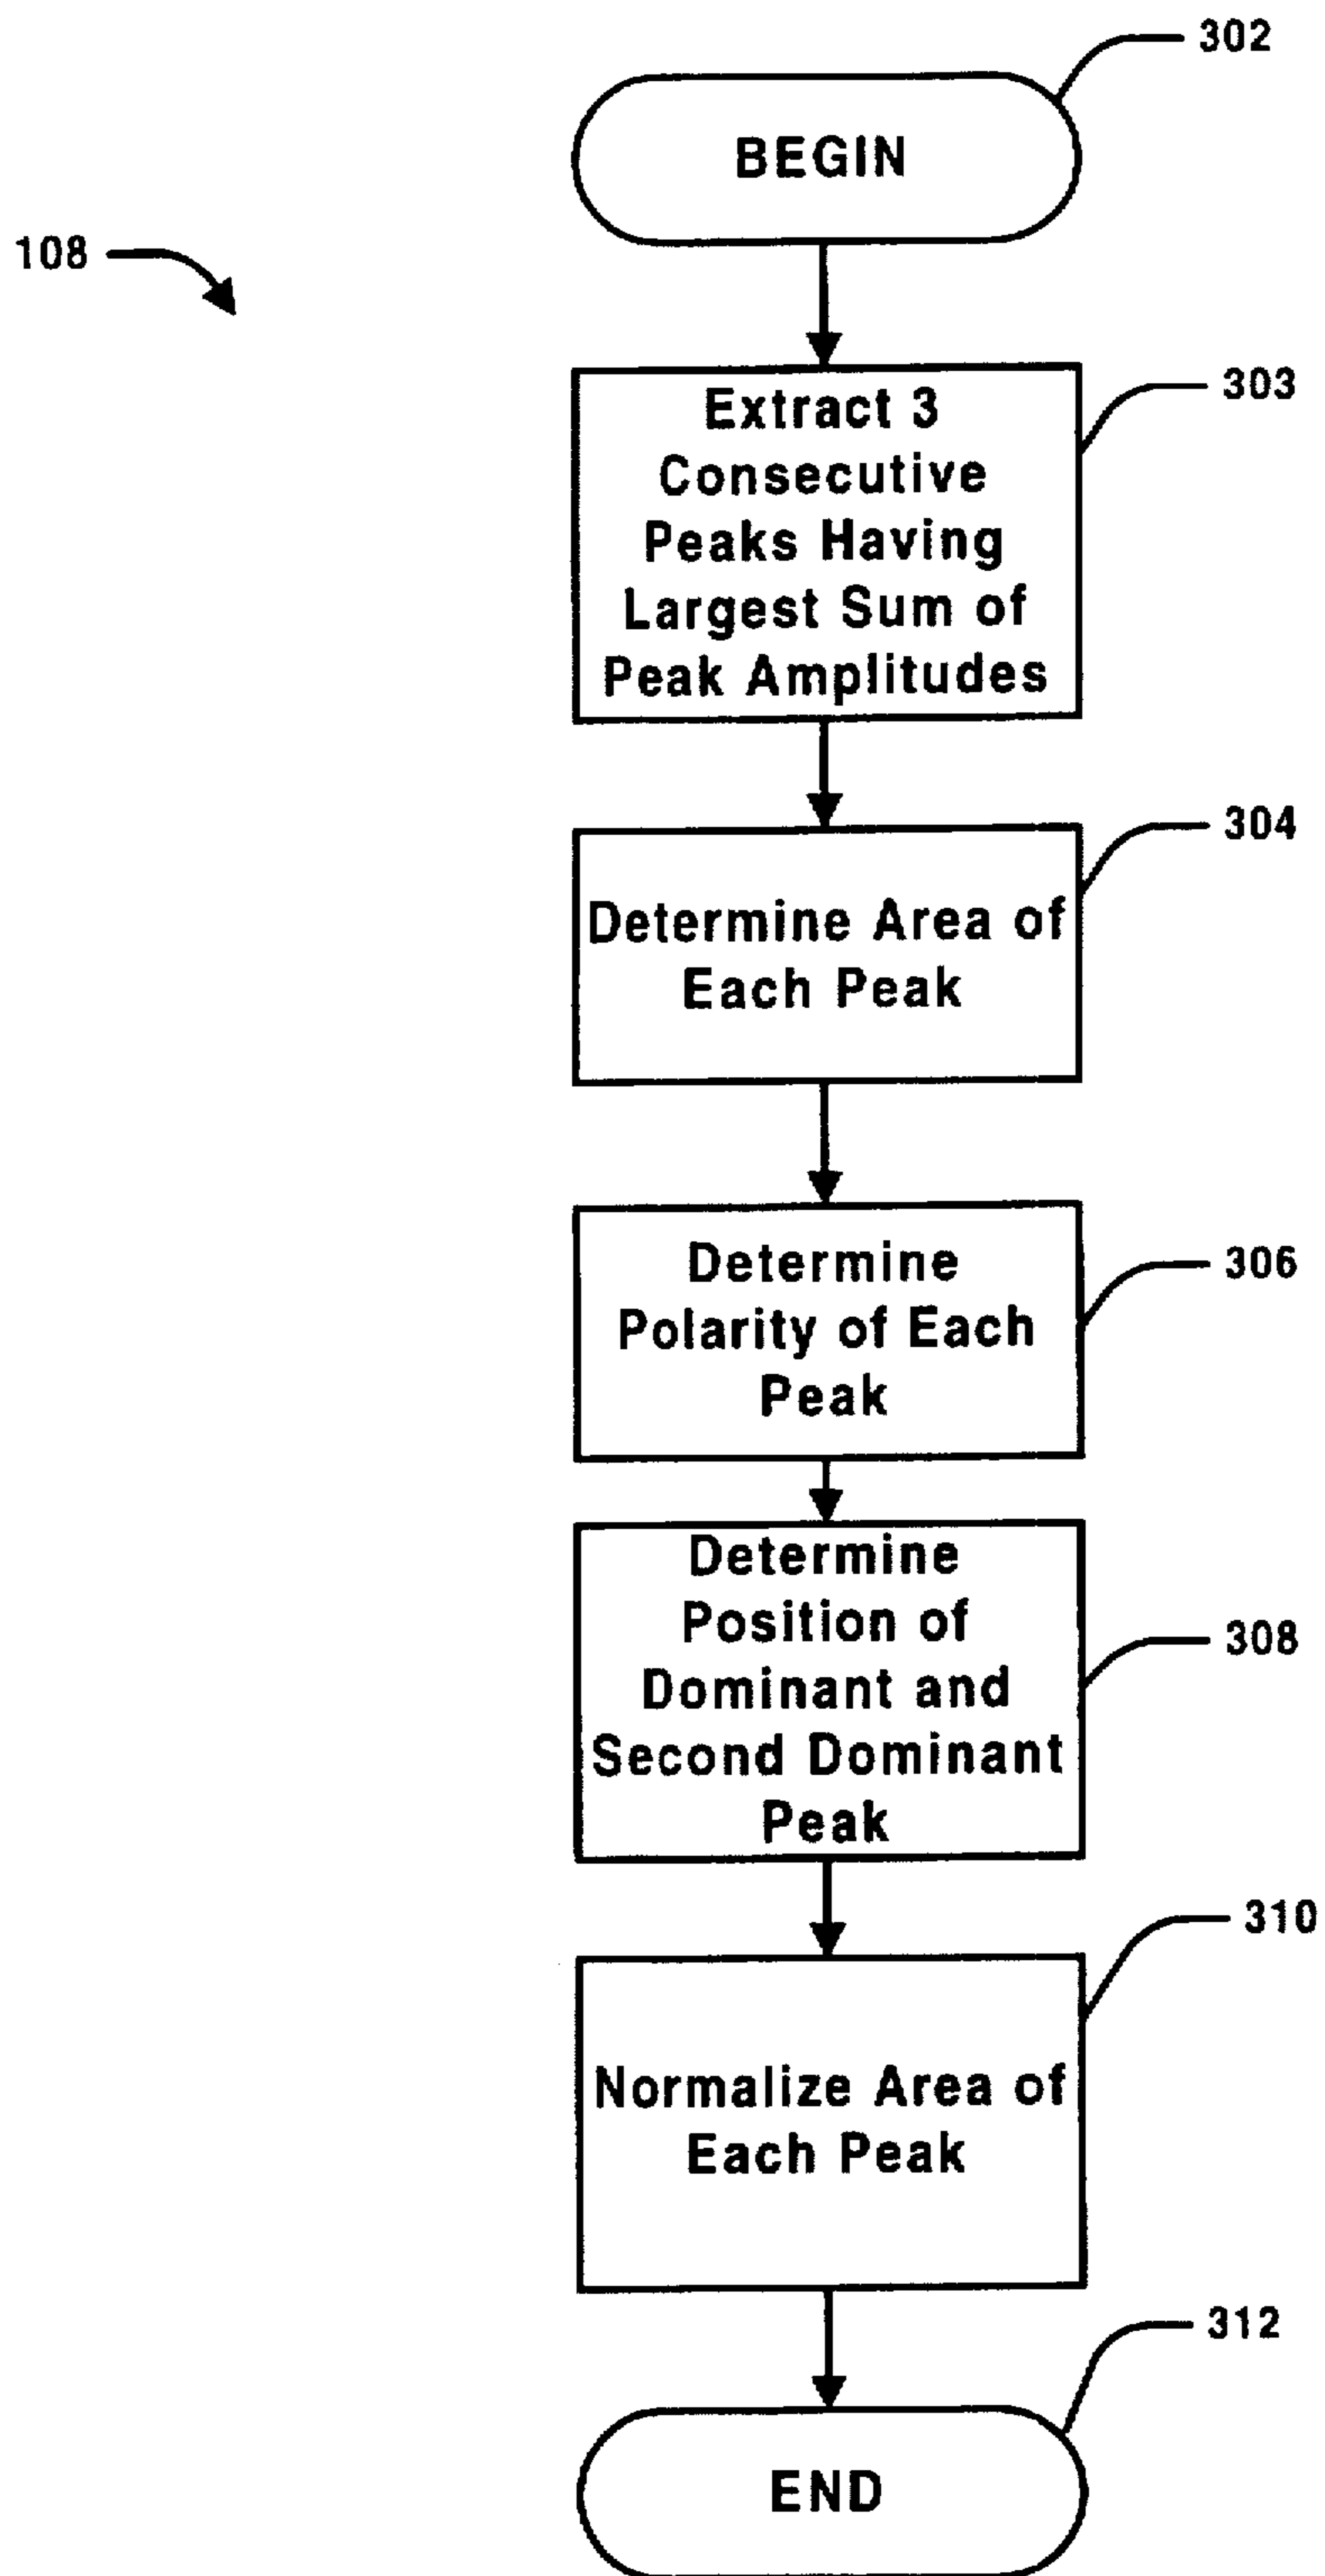 302
BEGIN
108
303
Extract 3
Consecutive
Peaks Having
Largest Sum of
Peak Amplitudes
304
Determine Area of
Each Peak
306
Determine
Polarity of Each
Peak
308
Determine
Position of
Dominant and
Second Dominant
Peak
310
Normalize Area of
Each Peak
312
END